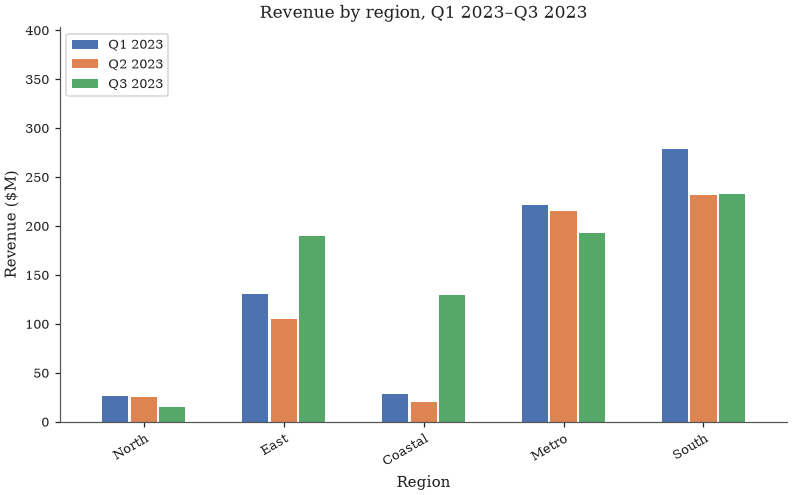 Revenue by region, Q1 2023–Q3 2023
Q1 2023
Q2 2023
Q3 2023
Revenue ($M)
400
350
300
250
200
150
100
50
0
North
East
Coastal
Metro
South
Region